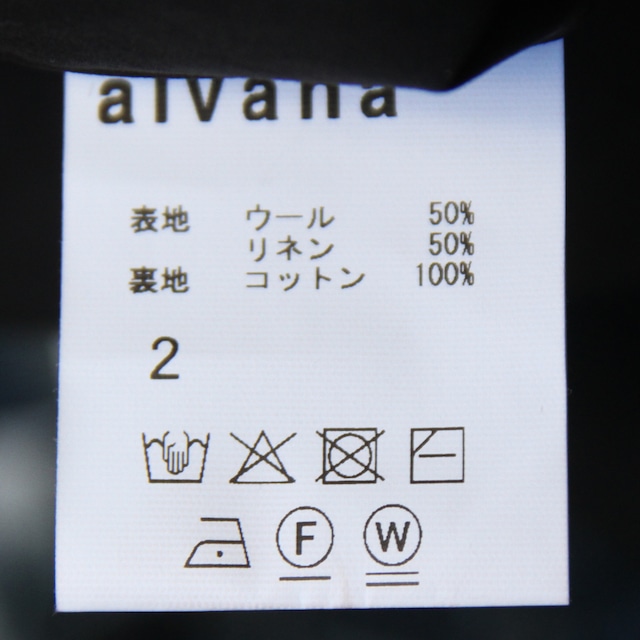 alvana
表地 ウール 50%
リネン 50%
裏地 コットン 100%
2
F W